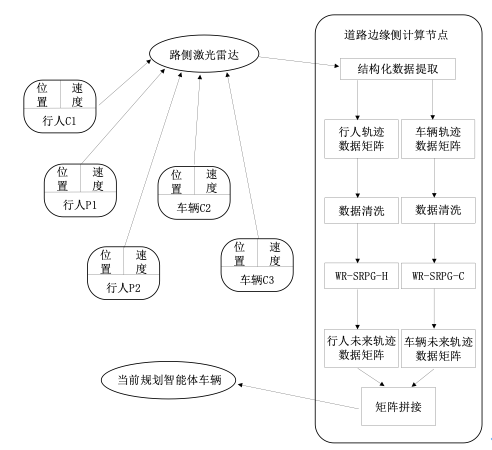 路侧激光雷达
位置
速度
行人C1
位置
速度
行人P1
位置
速度
车辆C2
位置
速度
行人P2
位置
速度
车辆C3
当前规划智能体车辆
道路边缘侧计算节点
结构化数据提取
行人轨迹
数据矩阵
车辆轨迹
数据矩阵
数据清洗
数据清洗
WR-SRPG-H
WR-SRPG-C
行人未来轨迹
数据矩阵
车辆未来轨迹
数据矩阵
矩阵拼接